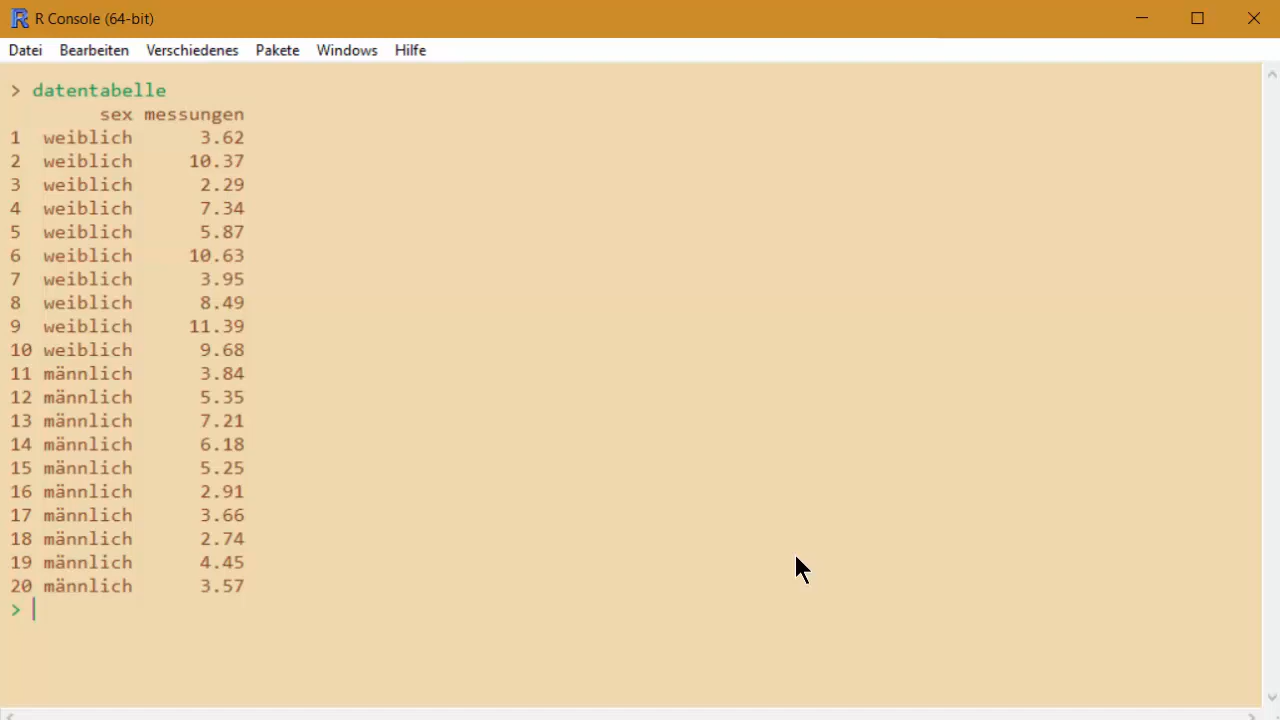 R Console (64-bit)
Datei Bearbeiten Verschiedenes Pakete Windows Hilfe
> datentabelle
sex messungen
1 weiblich 3.62
2 weiblich 10.37
3 weiblich 2.29
4 weiblich 7.34
5 weiblich 5.87
6 weiblich 10.63
7 weiblich 3.95
8 weiblich 8.49
9 weiblich 11.39
10 weiblich 9.68
11 männlich 3.84
12 männlich 5.35
13 männlich 7.21
14 männlich 6.18
15 männlich 5.25
16 männlich 2.91
17 männlich 3.66
18 männlich 2.74
19 männlich 4.45
20 männlich 3.57
>